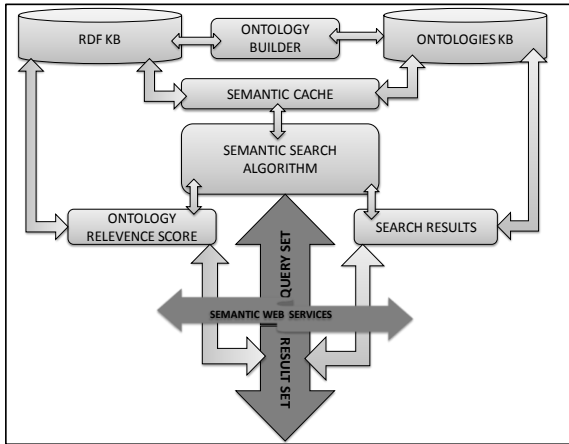 RDF KB
ONTOLOGY
BUILDER
ONTOLOGIES KB
SEMANTIC CACHE
SEMANTIC SEARCH
ALGORITHM
ONTOLOGY
RELEVENCE SCORE
SEARCH RESULTS
QUERY SET
SEMANTIC WEB SERVICES
RESULT SET